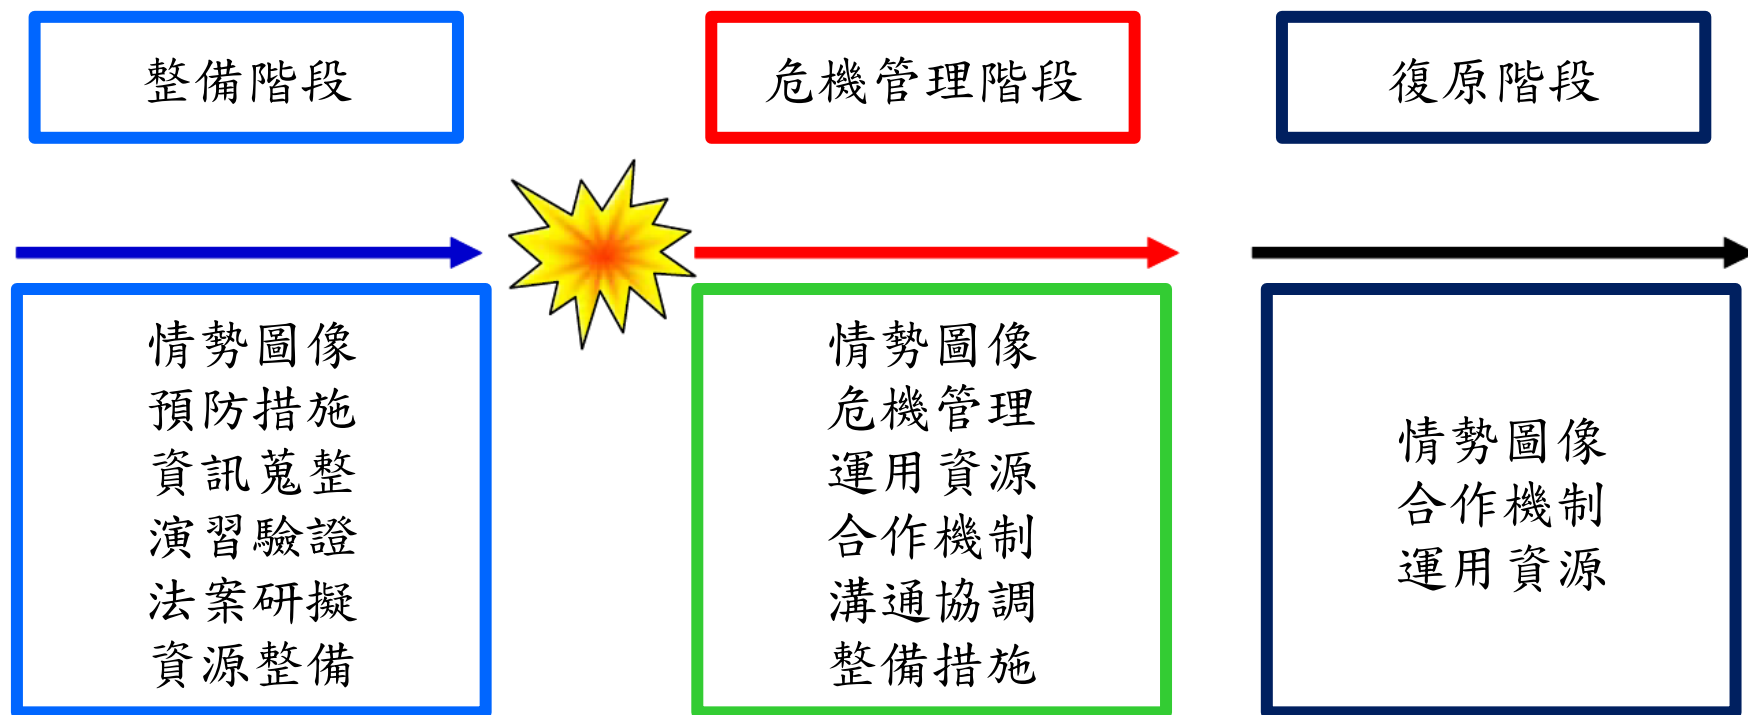 整備階段
危機管理階段
復原階段
情勢圖像
預防措施
資訊蒐整
演習驗證
法案研擬
資源整備
情勢圖像
危機管理
運用資源
合作機制
溝通協調
整備措施
情勢圖像
合作機制
運用資源